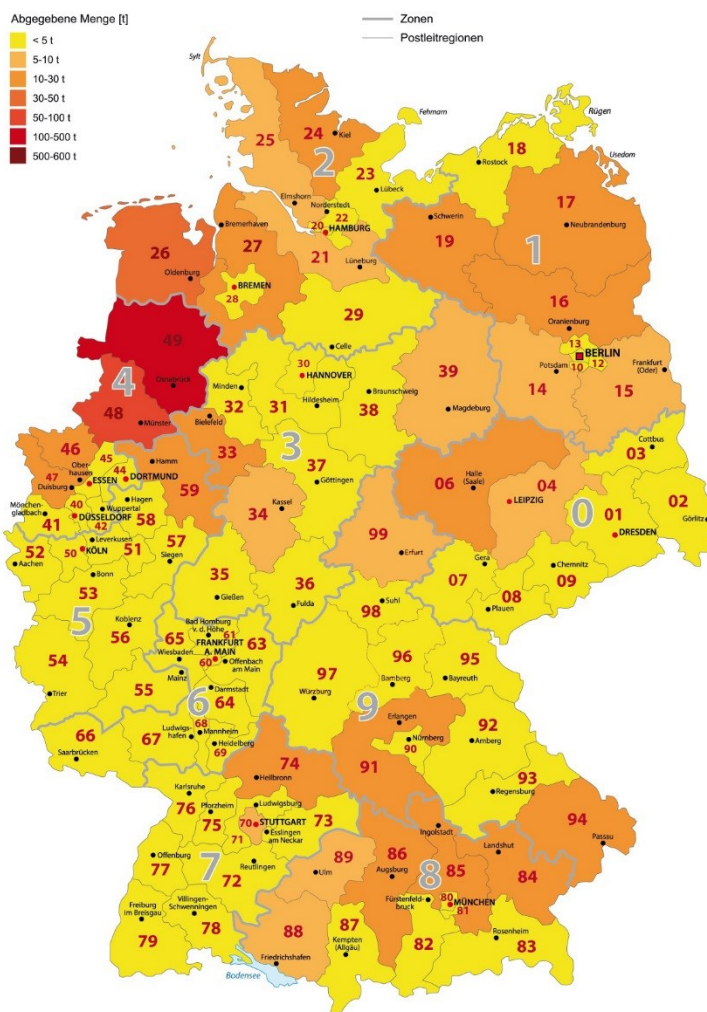 Abgegebene Menge [t]
< 5 t
5-10 t
10-30 t
30-50 t
50-100 t
100-500 t
500-600 t
Zonen
Postleitregionen
Sylt
Fehmarn
Rügen
Usedom
25
24
Kiel
2
23
Lübeck
18
Rostock
17
Neubrandenburg
1
Elmshorn
Norderstedt
22
20
HAMBURG
21
Lüneburg
Schwerin
19
26
Oldenburg
Bremerhaven
27
BREMEN
28
29
Celle
16
Oranienburg
13
BERLIN
10
12
Potsdam
14
15
Frankfurt
(Oder)
49
Osnabrück
4
48
Münster
30
HANNOVER
Minden
32
31
Hildesheim
Braunschweig
38
39
Magdeburg
Bielefeld
33
3
37
Göttingen
46
47
Ober-
hausen
Duisburg
45
ESSEN
44
DORTMUND
Hamm
59
Mönchen-
gladbach
41
40
DÜSSELDORF
42
Wuppertal
Hagen
58
34
Kassel
06
Halle
(Saale)
04
LEIPZIG
0
03
Cottbus
01
DRESDEN
02
Görlitz
99
Erfurt
52
Aachen
50
KÖLN
Leverkusen
51
57
Siegen
Bonn
53
5
35
Gießen
36
Fulda
Gera
07
Chemnitz
08
09
Plauen
98
Suhl
Koblenz
56
54
Trier
55
65
Wiesbaden
Mainz
Bad Homburg
v. d. Höhe
61
63
FRANKFURT
A. MAIN
60
Offenbach
am Main
Darmstadt
64
6
97
Würzburg
96
Bamberg
95
Bayreuth
66
Saarbrücken
67
Ludwigs-
hafen
68
Mannheim
Heidelberg
69
9
Erlangen
Nürnberg
90
91
92
Amberg
93
Regensburg
74
Heilbronn
Karlsruhe
76
Pforzheim
75
Ludwigsburg
70
STUTTGART
71
Esslingen
am Neckar
73
Reutlingen
72
7
Offenburg
77
Freiburg
im Breisgau
79
Villingen-
Schwenningen
78
Bodensee
89
Ulm
88
Friedrichshafen
86
Augsburg
Ingolstadt
85
8
Landshut
84
94
Passau
Fürstenfeld-
bruck
80
MÜNCHEN
81
82
87
Kempten
(Allgäu)
Rosenheim
83